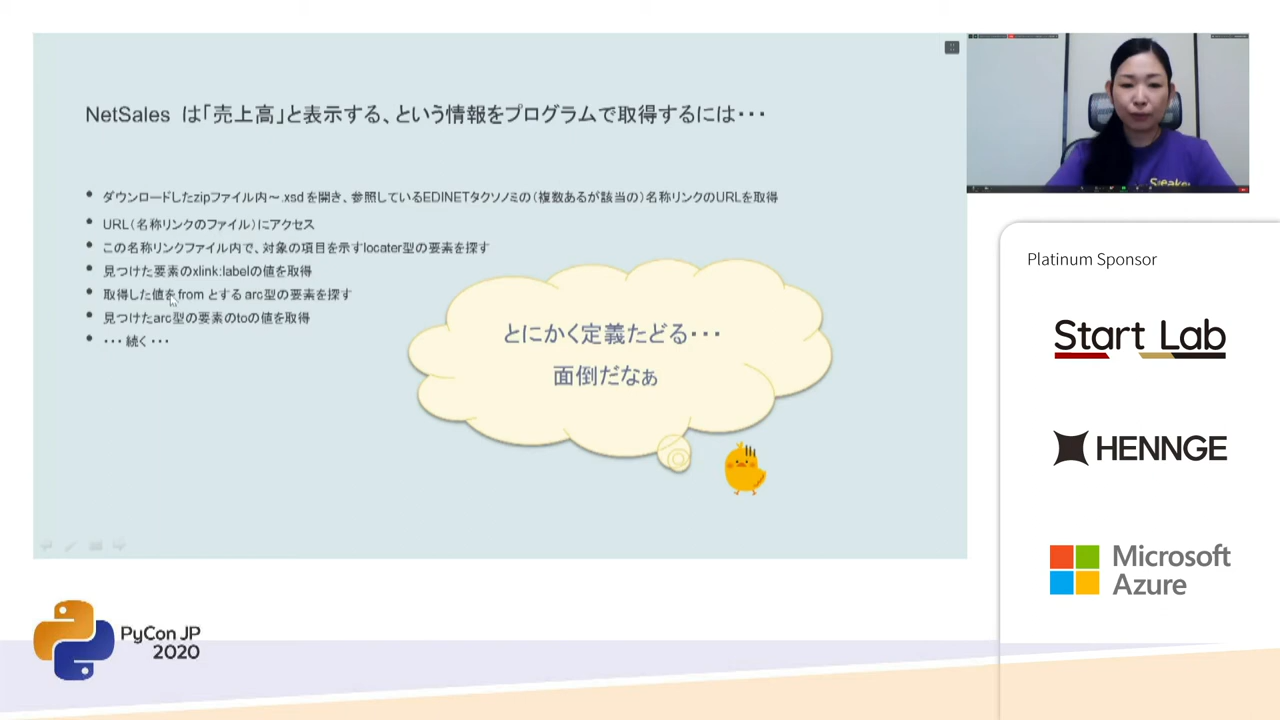 NetSales は「売上高」と表示する、という情報をプログラムで取得するには・・・
ダウンロードしたzipファイル内～.xsd を開き、参照しているEDINETタクソノミの（複数あるが該当の）名称リンクのURLを取得
URL（名称リンクのファイル）にアクセス
この名称リンクファイル内で、対象の項目を示すlocater型の要素を探す
見つけた要素のxlink:labelの値を取得
取得した値を from とする arc型の要素を探す
見つけたarc型の要素のtoの値を取得
・・・ 続く ・・・
とにかく定義たどる・・・
面倒だなぁ
Speaker
Platinum Sponsor
Start Lab
HENNGE
Microsoft
Azure
PyCon JP
2020